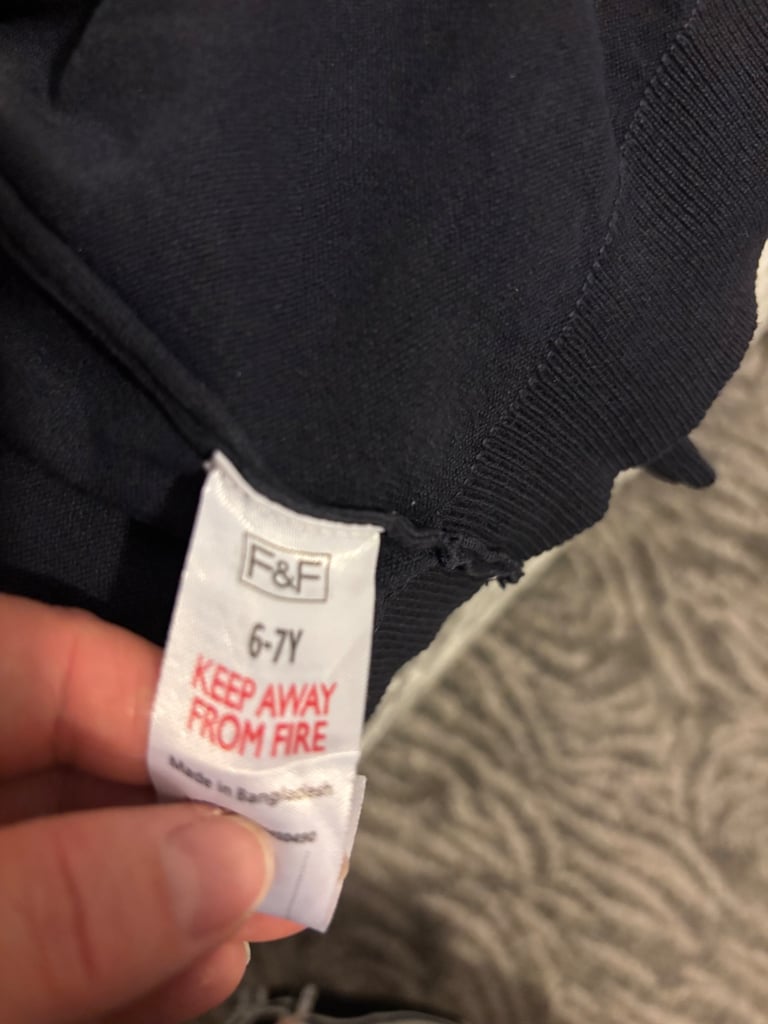 F&F
6-7Y
KEEP AWAY
FROM FIRE
Made in Bangladesh